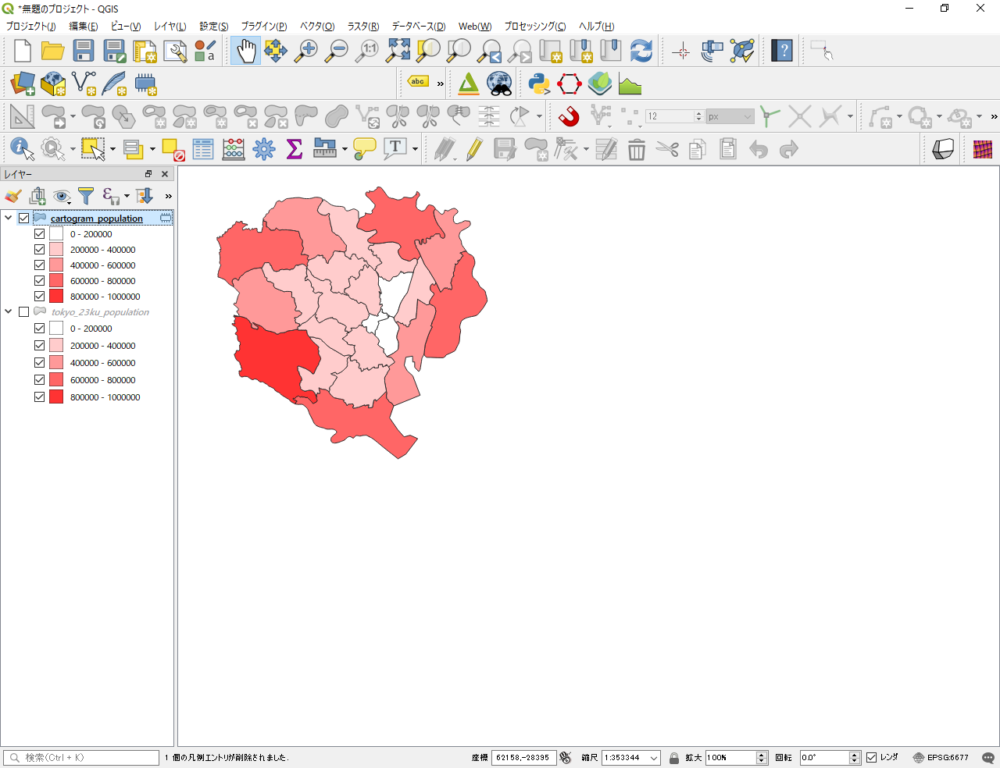 *無題のプロジェクト - QGIS
プロジェクト(J) 編集(E) ビュー(V) レイヤ(L) 設定(S) プラグイン(P) ベクタ(O) ラスタ(R) データベース(D) Web(W) プロセッシング(C) ヘルプ(H)
1:1
a
?
abc »
12 px »
Σ T
レイヤー
ε »
cartogram_population
0 - 200000
200000 - 400000
400000 - 600000
600000 - 800000
800000 - 1000000
tokyo_23ku_population
0 - 200000
200000 - 400000
400000 - 600000
600000 - 800000
800000 - 1000000
検索(Ctrl + K) 1 個の凡例エントリが削除されました. 座標 62158,-28395 縮尺 1:353344 拡大 100% 回転 0.0° レンダ EPSG:6677